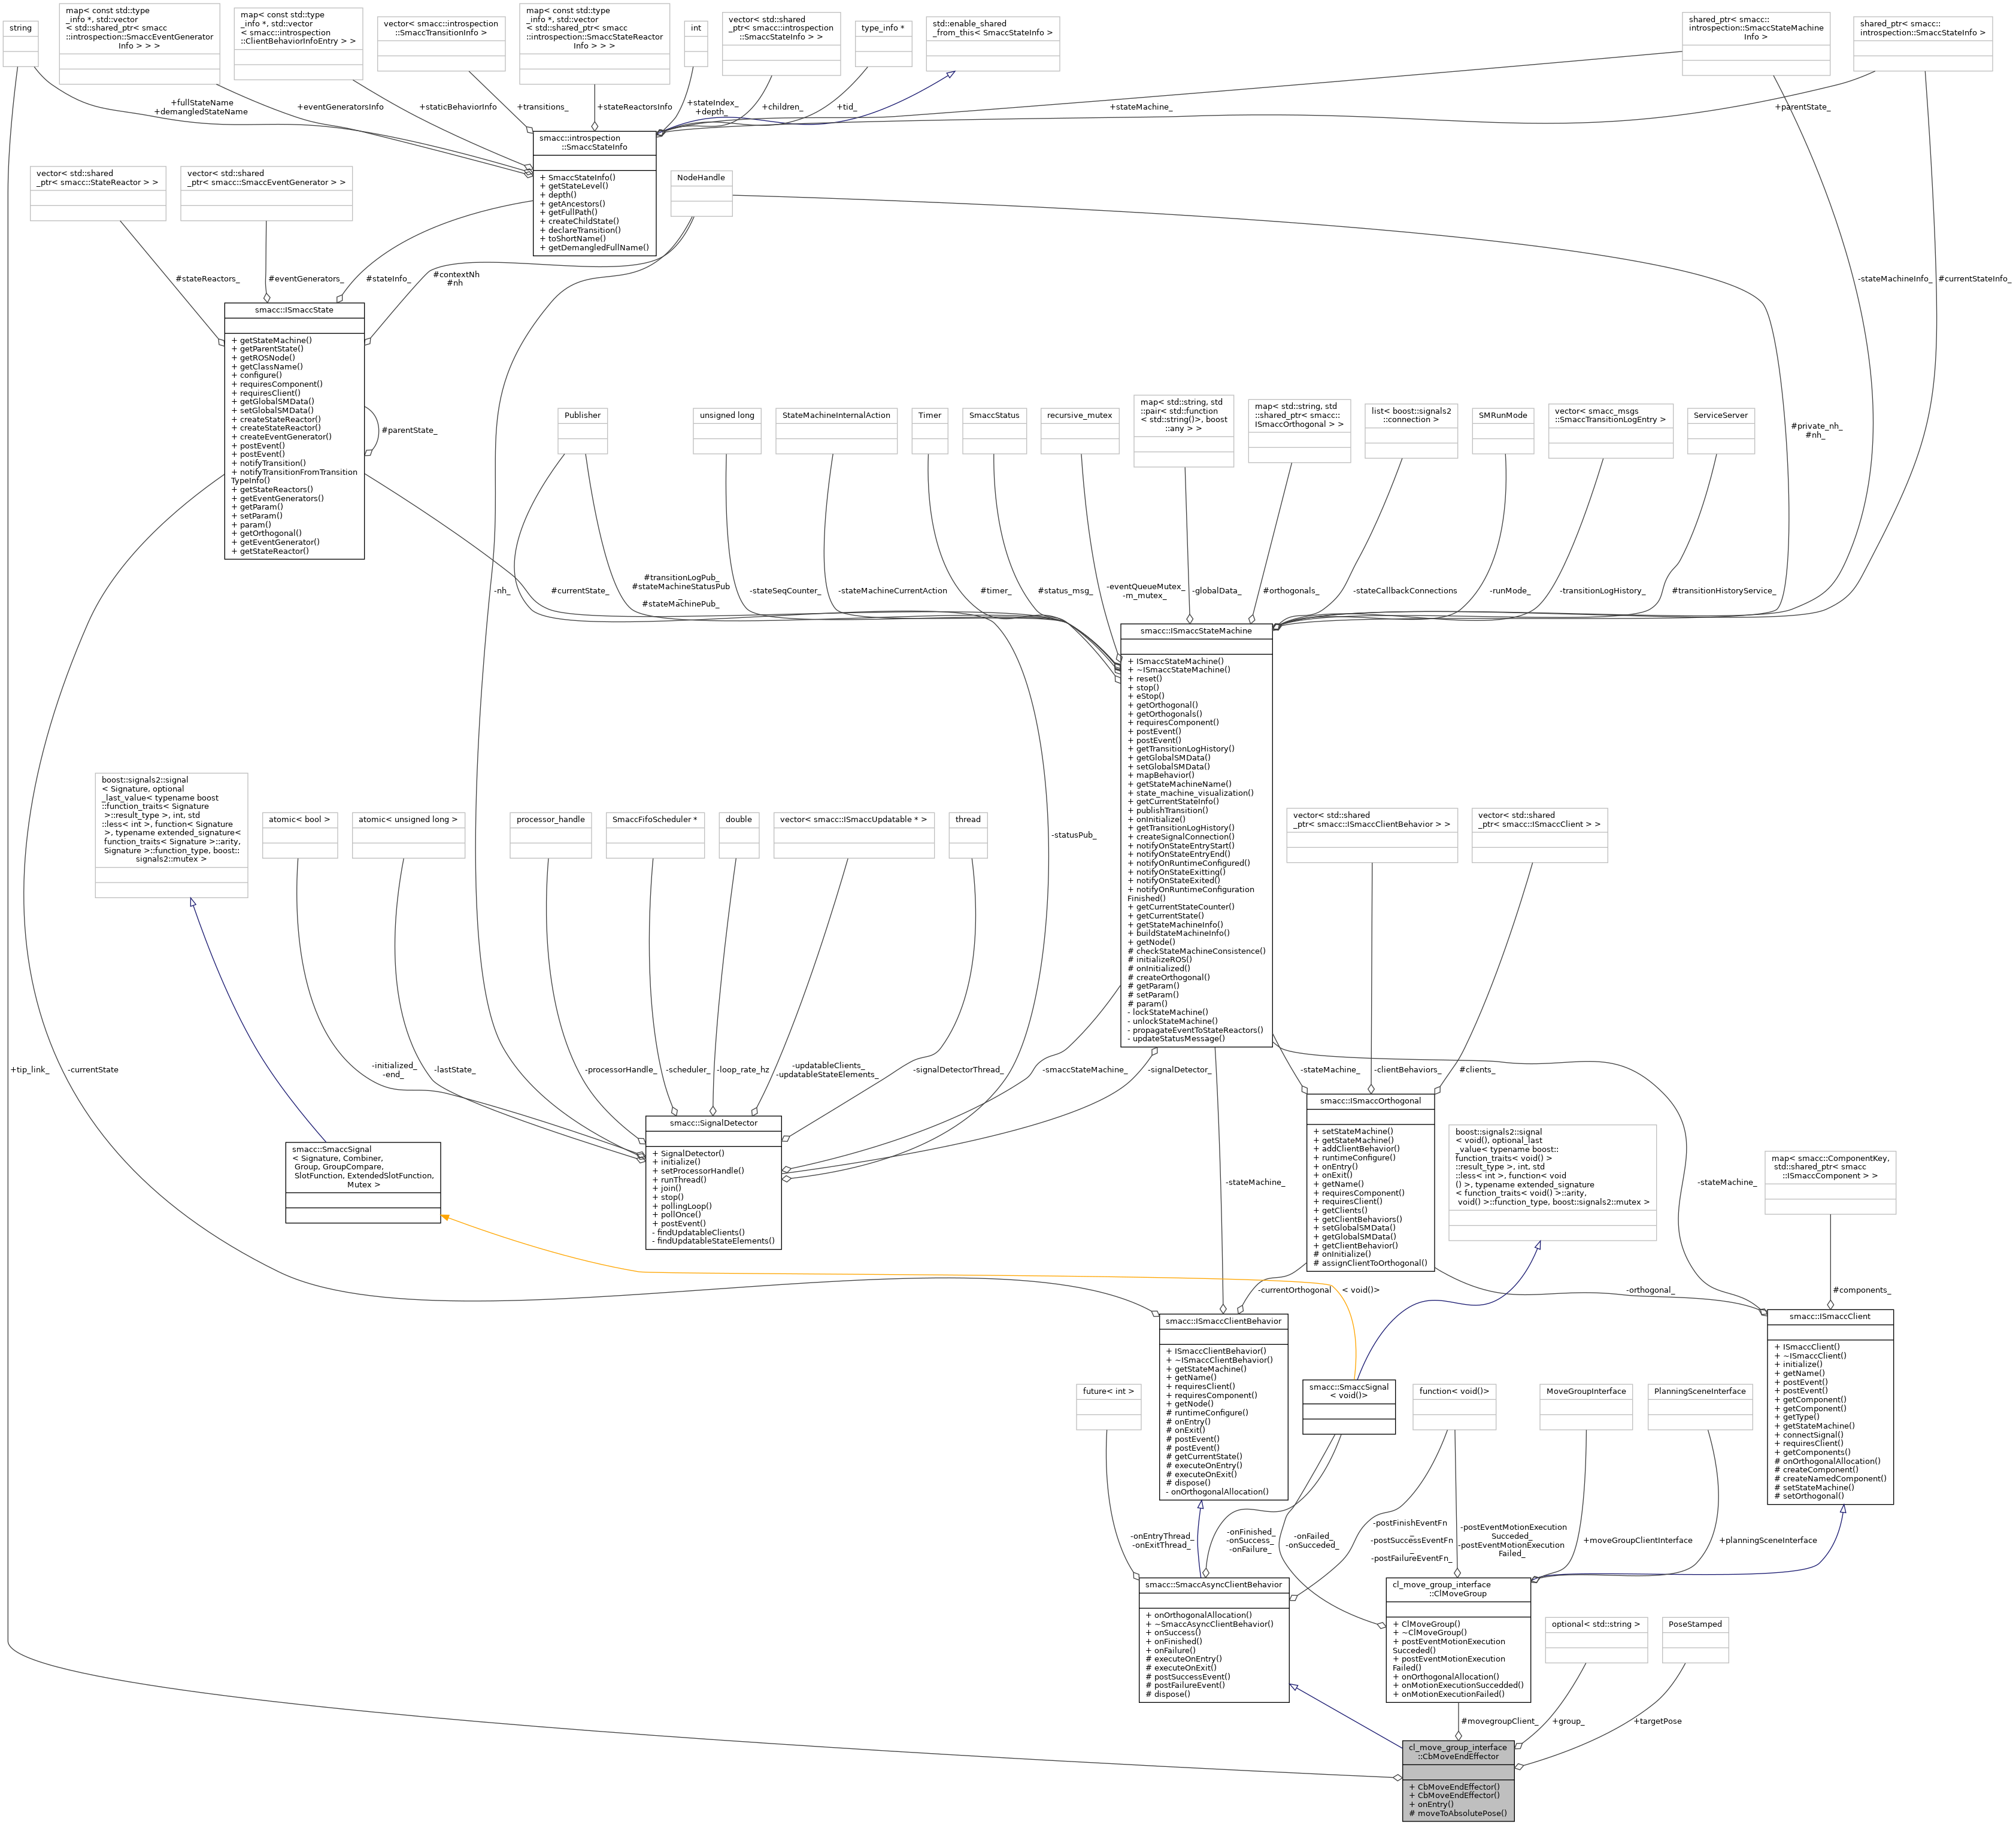 string
map< const std::type
_info *, std::vector
< std::shared_ptr< smacc
::introspection::SmaccEventGenerator
Info > > >
map< const std::type
_info *, std::vector
< smacc::introspection
::ClientBehaviorInfoEntry > >
vector< smacc::introspection
::SmaccTransitionInfo >
map< const std::type
_info *, std::vector
< std::shared_ptr< smacc
::introspection::SmaccStateReactor
Info > > >
int
vector< std::shared
_ptr< smacc::introspection
::SmaccStateInfo > >
type_info *
std::enable_shared
_from_this< SmaccStateInfo >
shared_ptr< smacc::
introspection::SmaccStateMachine
Info >
shared_ptr< smacc::
introspection::SmaccStateInfo >
+fullStateName
+demangledStateName
+eventGeneratorsInfo
+staticBehaviorInfo
+transitions_
+stateReactorsInfo
+stateIndex_
+depth_
+children_
+tid_
+stateMachine_
+parentState_
smacc::introspection
::SmaccStateInfo
+ SmaccStateInfo()
+ getStateLevel()
+ depth()
+ getAncestors()
+ getFullPath()
+ createChildState()
+ declareTransition()
+ toShortName()
+ getDemangledFullName()
vector< std::shared
_ptr< smacc::StateReactor > >
vector< std::shared
_ptr< smacc::SmaccEventGenerator > >
NodeHandle
#stateReactors_
#eventGenerators_
#stateInfo_
#contextNh
#nh
-stateMachineInfo_
#currentStateInfo_
smacc::ISmaccState
+ getStateMachine()
+ getParentState()
+ getROSNode()
+ getClassName()
+ configure()
+ requiresComponent()
+ requiresClient()
+ getGlobalSMData()
+ setGlobalSMData()
+ createStateReactor()
+ createStateReactor()
+ createEventGenerator()
+ postEvent()
+ postEvent()
+ notifyTransition()
+ notifyTransitionFromTransition
TypeInfo()
+ getStateReactors()
+ getEventGenerators()
+ getParam()
+ setParam()
+ param()
+ getOrthogonal()
+ getEventGenerator()
+ getStateReactor()
#parentState_
Publisher
unsigned long
StateMachineInternalAction
Timer
SmaccStatus
recursive_mutex
map< std::string, std
::pair< std::function
< std::string()>, boost
::any > >
map< std::string, std
::shared_ptr< smacc::
ISmaccOrthogonal > >
list< boost::signals2
::connection >
SMRunMode
vector< smacc_msgs
::SmaccTransitionLogEntry >
ServiceServer
#private_nh_
#nh_
-nh_
#currentState_
#transitionLogPub_
#stateMachineStatusPub
_
#stateMachinePub_
-stateSeqCounter_
-stateMachineCurrentAction
#timer_
#status_msg_
-eventQueueMutex_
-m_mutex_
-globalData_
#orthogonals_
-stateCallbackConnections
-runMode_
-transitionLogHistory_
#transitionHistoryService_
smacc::ISmaccStateMachine
+ ISmaccStateMachine()
+ ~ISmaccStateMachine()
+ reset()
+ stop()
+ eStop()
+ getOrthogonal()
+ getOrthogonals()
+ requiresComponent()
+ postEvent()
+ postEvent()
+ getTransitionLogHistory()
+ getGlobalSMData()
+ setGlobalSMData()
+ mapBehavior()
+ getStateMachineName()
+ state_machine_visualization()
+ getCurrentStateInfo()
+ publishTransition()
+ onInitialize()
+ getTransitionLogHistory()
+ createSignalConnection()
+ notifyOnStateEntryStart()
+ notifyOnStateEntryEnd()
+ notifyOnRuntimeConfigured()
+ notifyOnStateExitting()
+ notifyOnStateExited()
+ notifyOnRuntimeConfiguration
Finished()
+ getCurrentStateCounter()
+ getCurrentState()
+ getStateMachineInfo()
+ buildStateMachineInfo()
+ getNode()
# checkStateMachineConsistence()
# initializeROS()
# onInitialized()
# createOrthogonal()
# getParam()
# setParam()
# param()
- lockStateMachine()
- unlockStateMachine()
- propagateEventToStateReactors()
- updateStatusMessage()
boost::signals2::signal
< Signature, optional
_last_value< typename boost
::function_traits< Signature
>::result_type >, int, std
::less< int >, function< Signature
>, typename extended_signature<
function_traits< Signature >::arity,
Signature >::function_type, boost::
signals2::mutex >
atomic< bool >
atomic< unsigned long >
processor_handle
SmaccFifoScheduler *
double
vector< smacc::ISmaccUpdatable * >
thread
-statusPub_
vector< std::shared
_ptr< smacc::ISmaccClientBehavior > >
vector< std::shared
_ptr< smacc::ISmaccClient > >
+tip_link_
-currentState
-initialized_
-end_
-lastState_
-processorHandle_
-scheduler_
-loop_rate_hz
-updatableClients_
-updatableStateElements_
-signalDetectorThread_
-smaccStateMachine_
-signalDetector_
-stateMachine_
-clientBehaviors_
#clients_
smacc::SmaccSignal
< Signature, Combiner,
Group, GroupCompare,
SlotFunction, ExtendedSlotFunction,
Mutex >
smacc::SignalDetector
+ SignalDetector()
+ initialize()
+ setProcessorHandle()
+ runThread()
+ join()
+ stop()
+ pollingLoop()
+ pollOnce()
+ postEvent()
- findUpdatableClients()
- findUpdatableStateElements()
smacc::ISmaccOrthogonal
+ setStateMachine()
+ getStateMachine()
+ addClientBehavior()
+ runtimeConfigure()
+ onEntry()
+ onExit()
+ getName()
+ requiresComponent()
+ requiresClient()
+ getClients()
+ getClientBehaviors()
+ setGlobalSMData()
+ getGlobalSMData()
+ getClientBehavior()
# onInitialize()
# assignClientToOrthogonal()
boost::signals2::signal
< void(), optional_last
_value< typename boost::
function_traits< void()
::result_type >, int, std
::less< int >, function< void
() >, typename extended_signature
< function_traits< void() >::arity,
void() >::function_type, boost::signals2::mutex >
map< smacc::ComponentKey,
std::shared_ptr< smacc
::ISmaccComponent > >
-stateMachine_
-stateMachine_
-currentOrthogonal
< void()>
-orthogonal_
#components_
smacc::ISmaccClientBehavior
+ ISmaccClientBehavior()
+ ~ISmaccClientBehavior()
+ getStateMachine()
+ getName()
+ requiresClient()
+ requiresComponent()
+ getNode()
# runtimeConfigure()
# onEntry()
# onExit()
# postEvent()
# postEvent()
# getCurrentState()
# executeOnEntry()
# executeOnExit()
# dispose()
- onOrthogonalAllocation()
smacc::ISmaccClient
+ ISmaccClient()
+ ~ISmaccClient()
+ initialize()
+ getName()
+ postEvent()
+ postEvent()
+ getComponent()
+ getComponent()
+ getType()
+ getStateMachine()
+ connectSignal()
+ requiresClient()
+ getComponents()
# onOrthogonalAllocation()
# createComponent()
# createNamedComponent()
# setStateMachine()
# setOrthogonal()
future< int >
smacc::SmaccSignal
< void()>
function< void()>
MoveGroupInterface
PlanningSceneInterface
-onEntryThread_
-onExitThread_
-onFinished_
-onSuccess_
-onFailure_
-onFailed_
-onSucceded_
-postFinishEventFn
_
-postSuccessEventFn
_
-postFailureEventFn_
-postEventMotionExecution
Succeded_
-postEventMotionExecution
Failed_
+moveGroupClientInterface
+planningSceneInterface
smacc::SmaccAsyncClientBehavior
+ onOrthogonalAllocation()
+ ~SmaccAsyncClientBehavior()
+ onSuccess()
+ onFinished()
+ onFailure()
# executeOnEntry()
# executeOnExit()
# postSuccessEvent()
# postFailureEvent()
# dispose()
cl_move_group_interface
::ClMoveGroup
+ ClMoveGroup()
+ ~ClMoveGroup()
+ postEventMotionExecution
Succeded()
+ postEventMotionExecution
Failed()
+ onOrthogonalAllocation()
+ onMotionExecutionSuccedded()
+ onMotionExecutionFailed()
optional< std::string >
PoseStamped
#movegroupClient_
+group_
+targetPose
cl_move_group_interface
::CbMoveEndEffector
+ CbMoveEndEffector()
+ CbMoveEndEffector()
+ onEntry()
# moveToAbsolutePose()